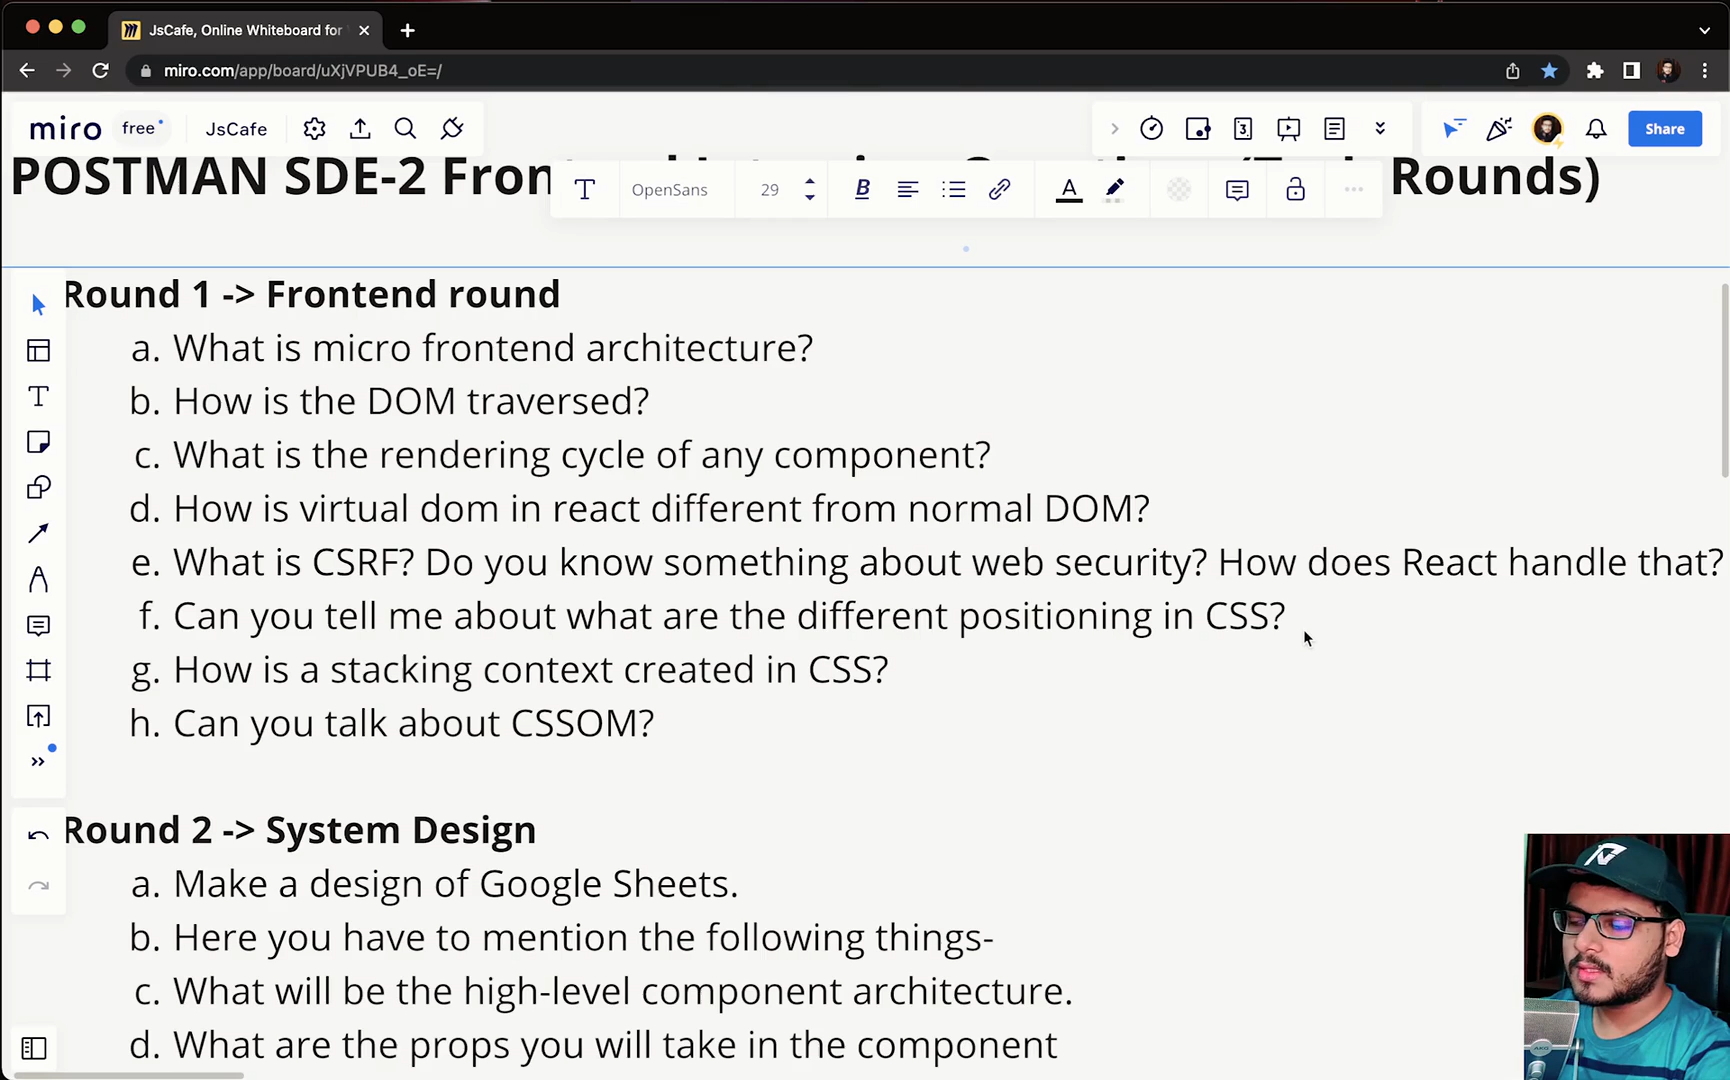 JsCafe, Online Whiteboard for
miro.com/app/board/uXjVPUB4_oE=/
miro free JsCafe Share
POSTMAN SDE-2 Rounds)
OpenSans 29 B A
Round 1 -> Frontend round
a. What is micro frontend architecture?
b. How is the DOM traversed?
c. What is the rendering cycle of any component?
d. How is virtual dom in react different from normal DOM?
e. What is CSRF? Do you know something about web security? How does React handle that?
f. Can you tell me about what are the different positioning in CSS?
g. How is a stacking context created in CSS?
h. Can you talk about CSSOM?
Round 2 -> System Design
a. Make a design of Google Sheets.
b. Here you have to mention the following things-
c. What will be the high-level component architecture.
d. What are the props you will take in the component